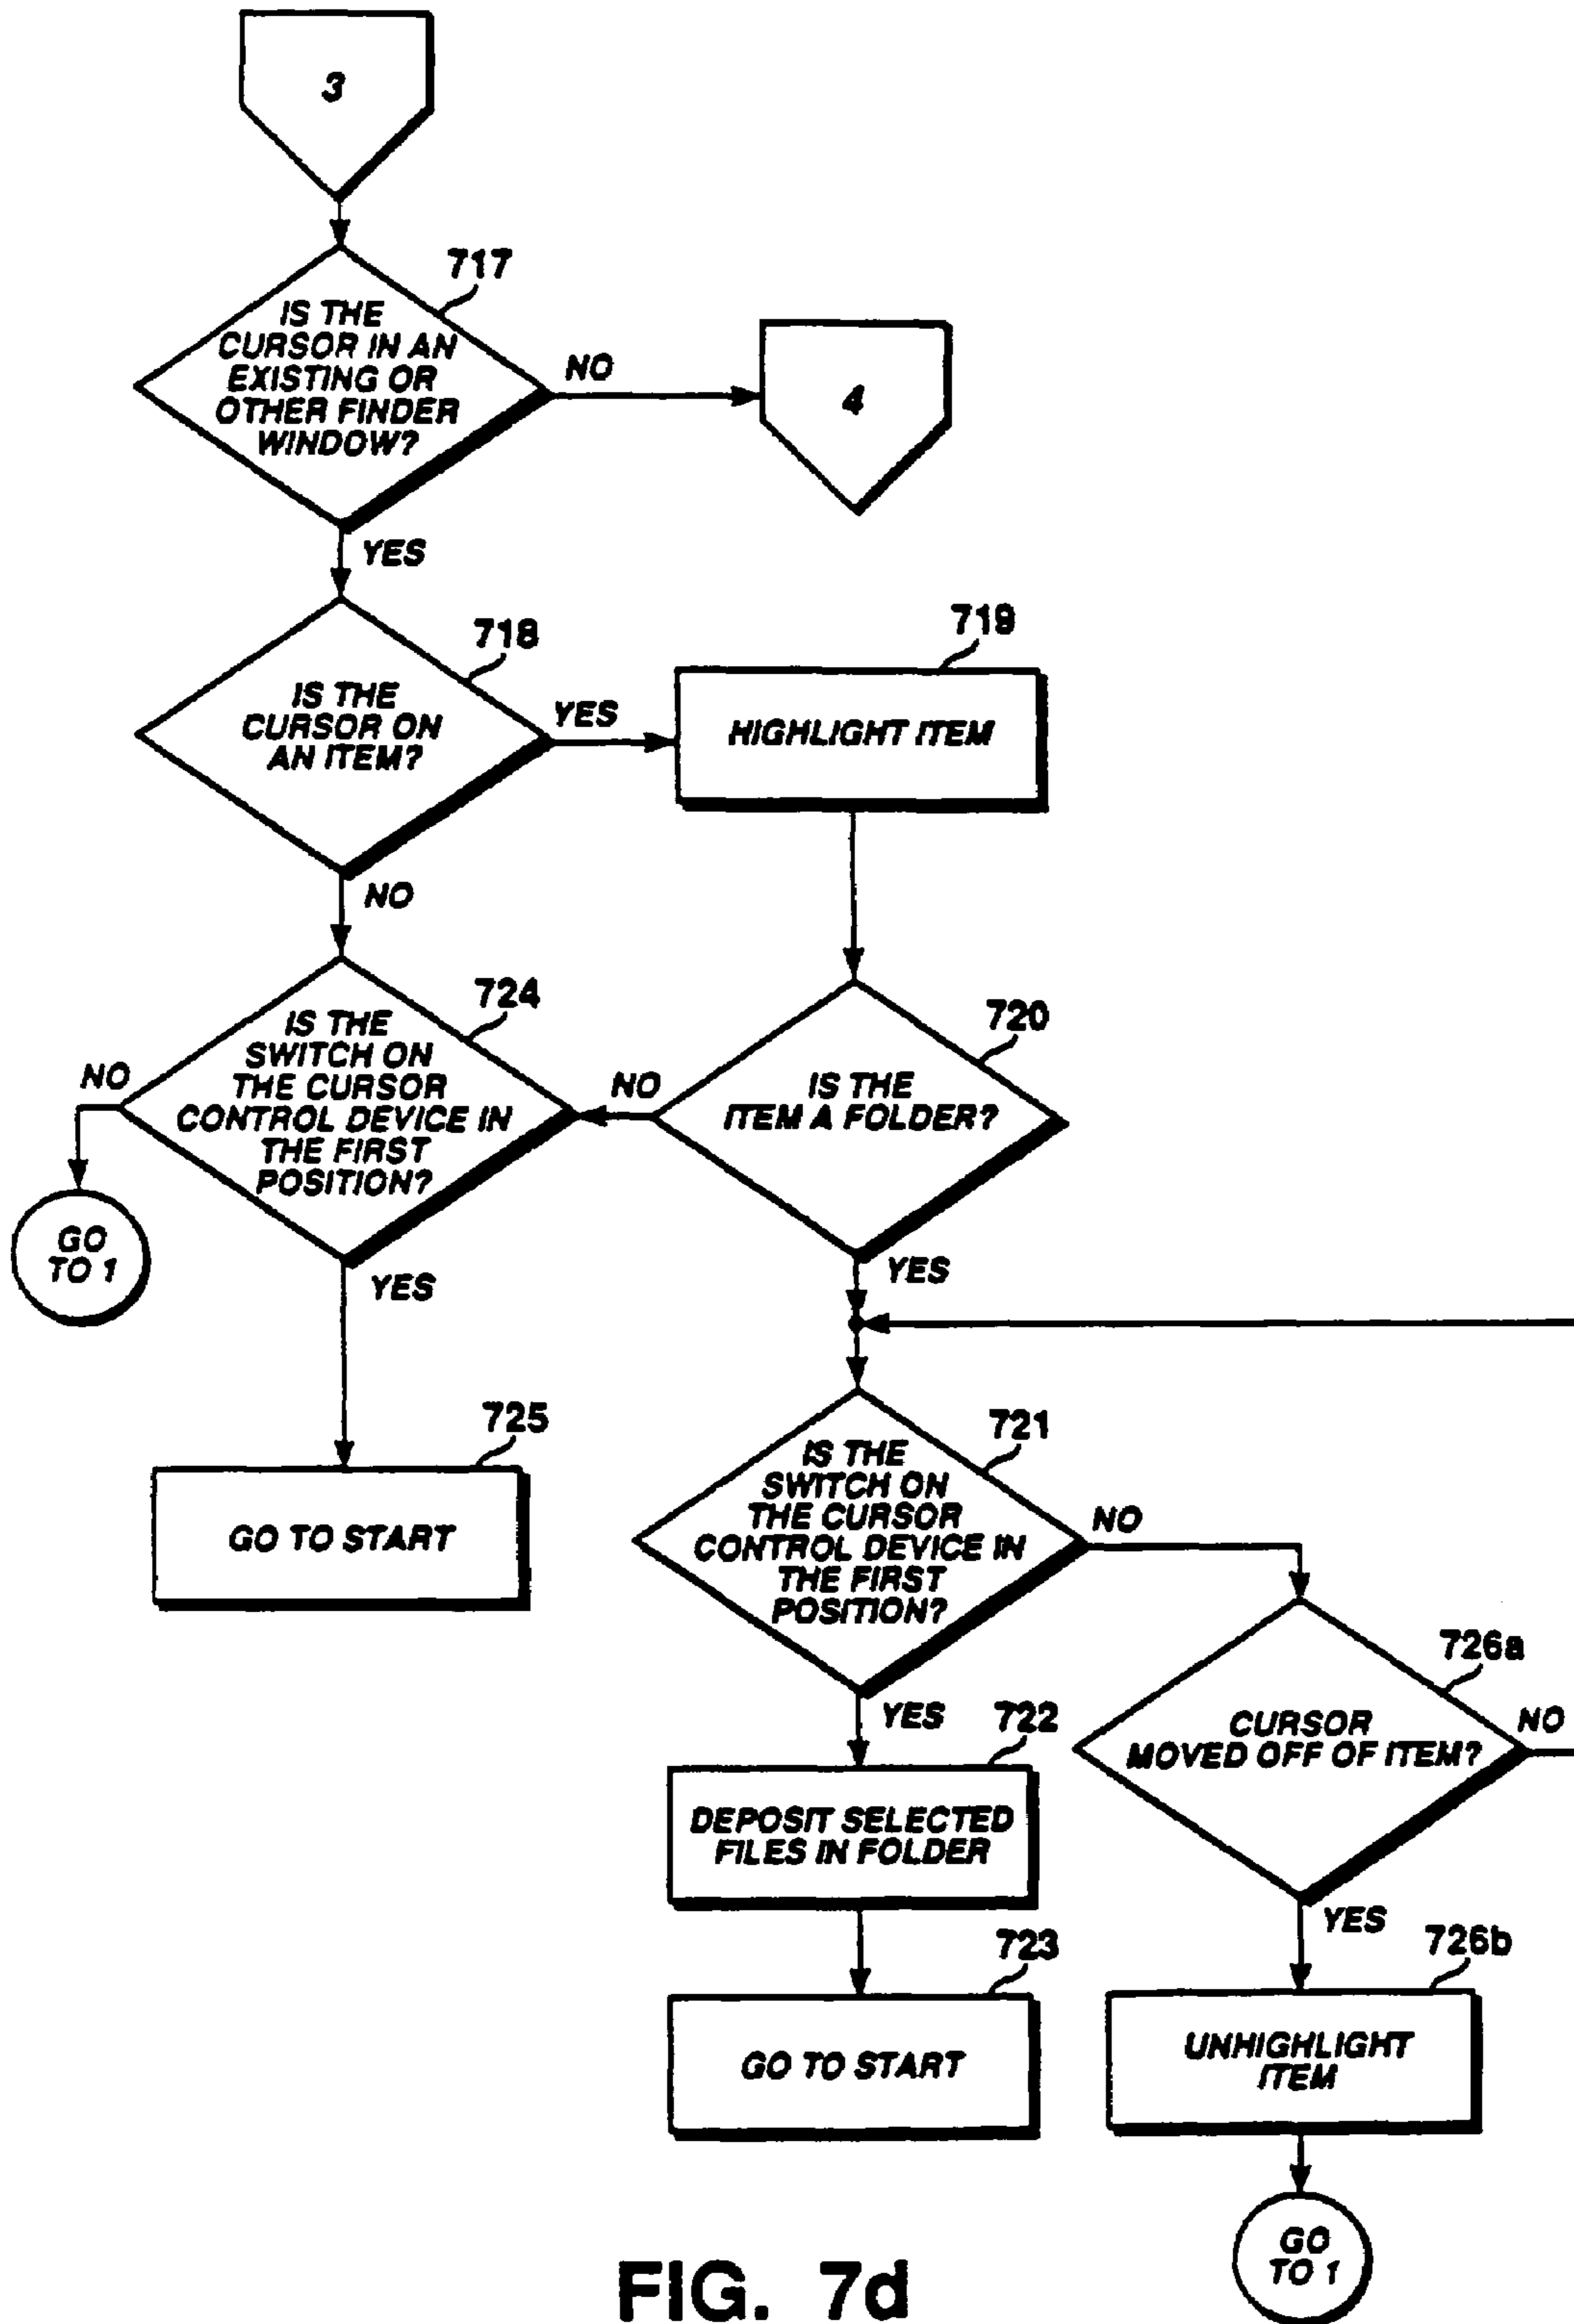 3
717
IS THE
CURSOR IN AN
EXISTING OR
OTHER FINDER
WINDOW?
NO
4
YES
718
IS THE
CURSOR ON
AN ITEM?
YES
719
HIGHLIGHT ITEM
NO
724
IS THE
SWITCH ON
THE CURSOR
CONTROL DEVICE IN
THE FIRST
POSITION?
NO
GO
TO 1
NO
720
IS THE
ITEM A FOLDER?
YES
YES
725
GO TO START
721
IS THE
SWITCH ON
THE CURSOR
CONTROL DEVICE IN
THE FIRST
POSITION?
NO
726a
CURSOR
MOVED OFF OF ITEM?
NO
YES
722
DEPOSIT SELECTED
FILES IN FOLDER
723
GO TO START
YES
726b
UNHIGHLIGHT
ITEM
GO
TO 1
FIG. 7d